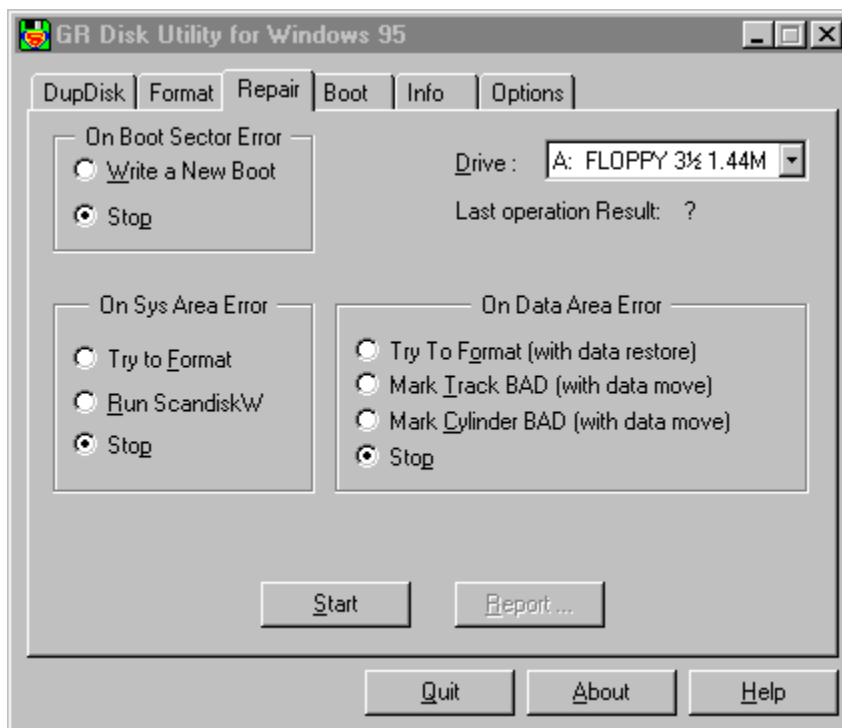 GR Disk Utility for Windows 95
DupDisk Format Repair Boot Info Options
On Boot Sector Error
Write a New Boot
Stop
Drive : A: FLOPPY 3½ 1.44M
Last operation Result: ?
On Sys Area Error
Try to Format
Run ScandiskW
Stop
On Data Area Error
Try To Format (with data restore)
Mark Track BAD (with data move)
Mark Cylinder BAD (with data move)
Stop
Start Report ...
Quit About Help